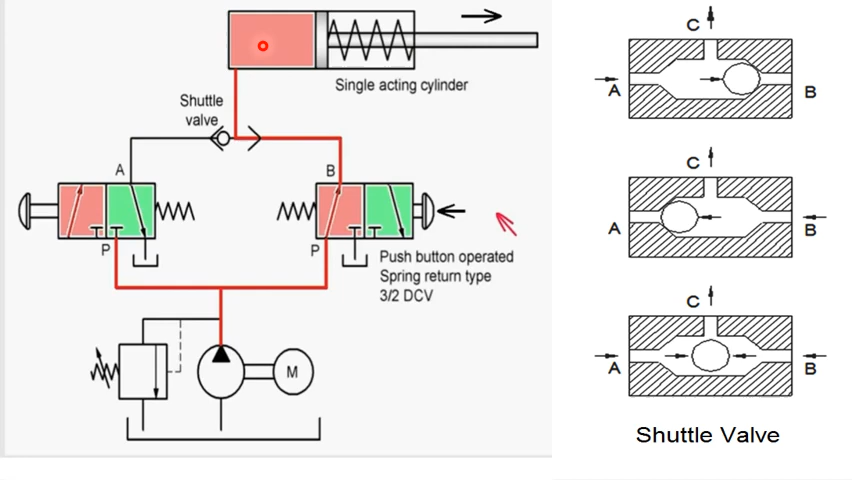 Single acting cylinder
Shuttle
valve
A
B
P
P
Push button operated
Spring return type
3/2 DCV
M
C
A
B
C
A
B
C
A
B
Shuttle Valve